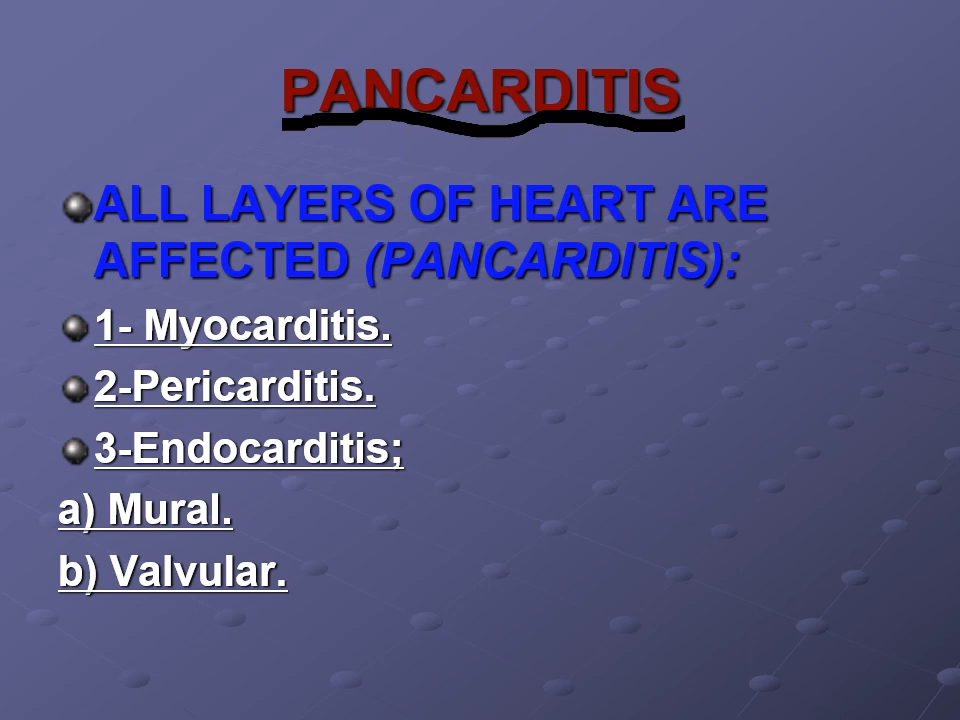 PANCARDITIS
ALL LAYERS OF HEART ARE
AFFECTED (PANCARDITIS):
1- Myocarditis.
2-Pericarditis.
3-Endocarditis;
a) Mural.
b) Valvular.